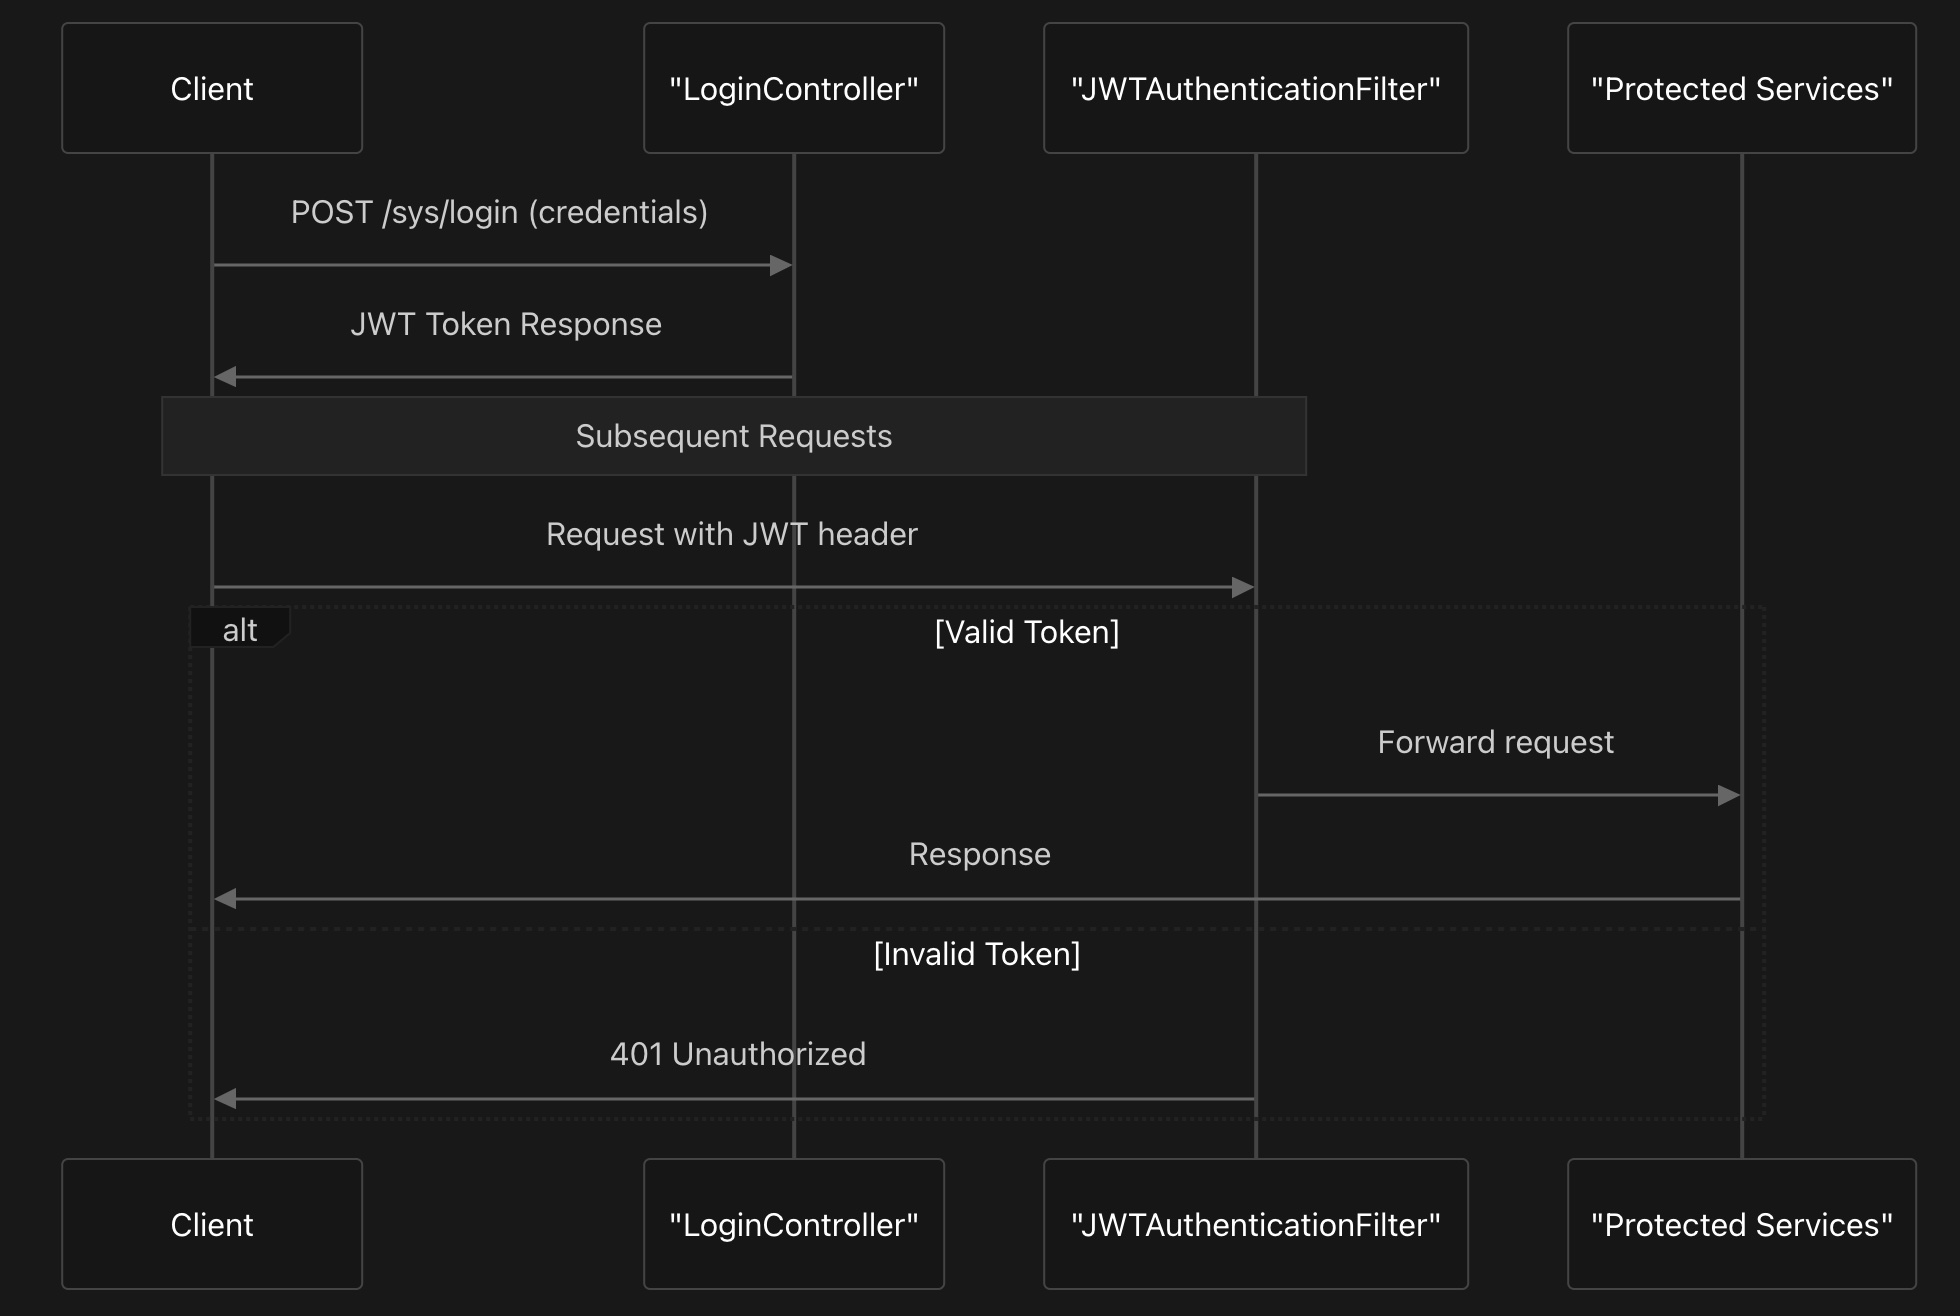 Client
"LoginController"
"JWTAuthenticationFilter"
"Protected Services"
POST /sys/login (credentials)
JWT Token Response
Subsequent Requests
Request with JWT header
alt
[Valid Token]
Forward request
Response
[Invalid Token]
401 Unauthorized
Client
"LoginController"
"JWTAuthenticationFilter"
"Protected Services"